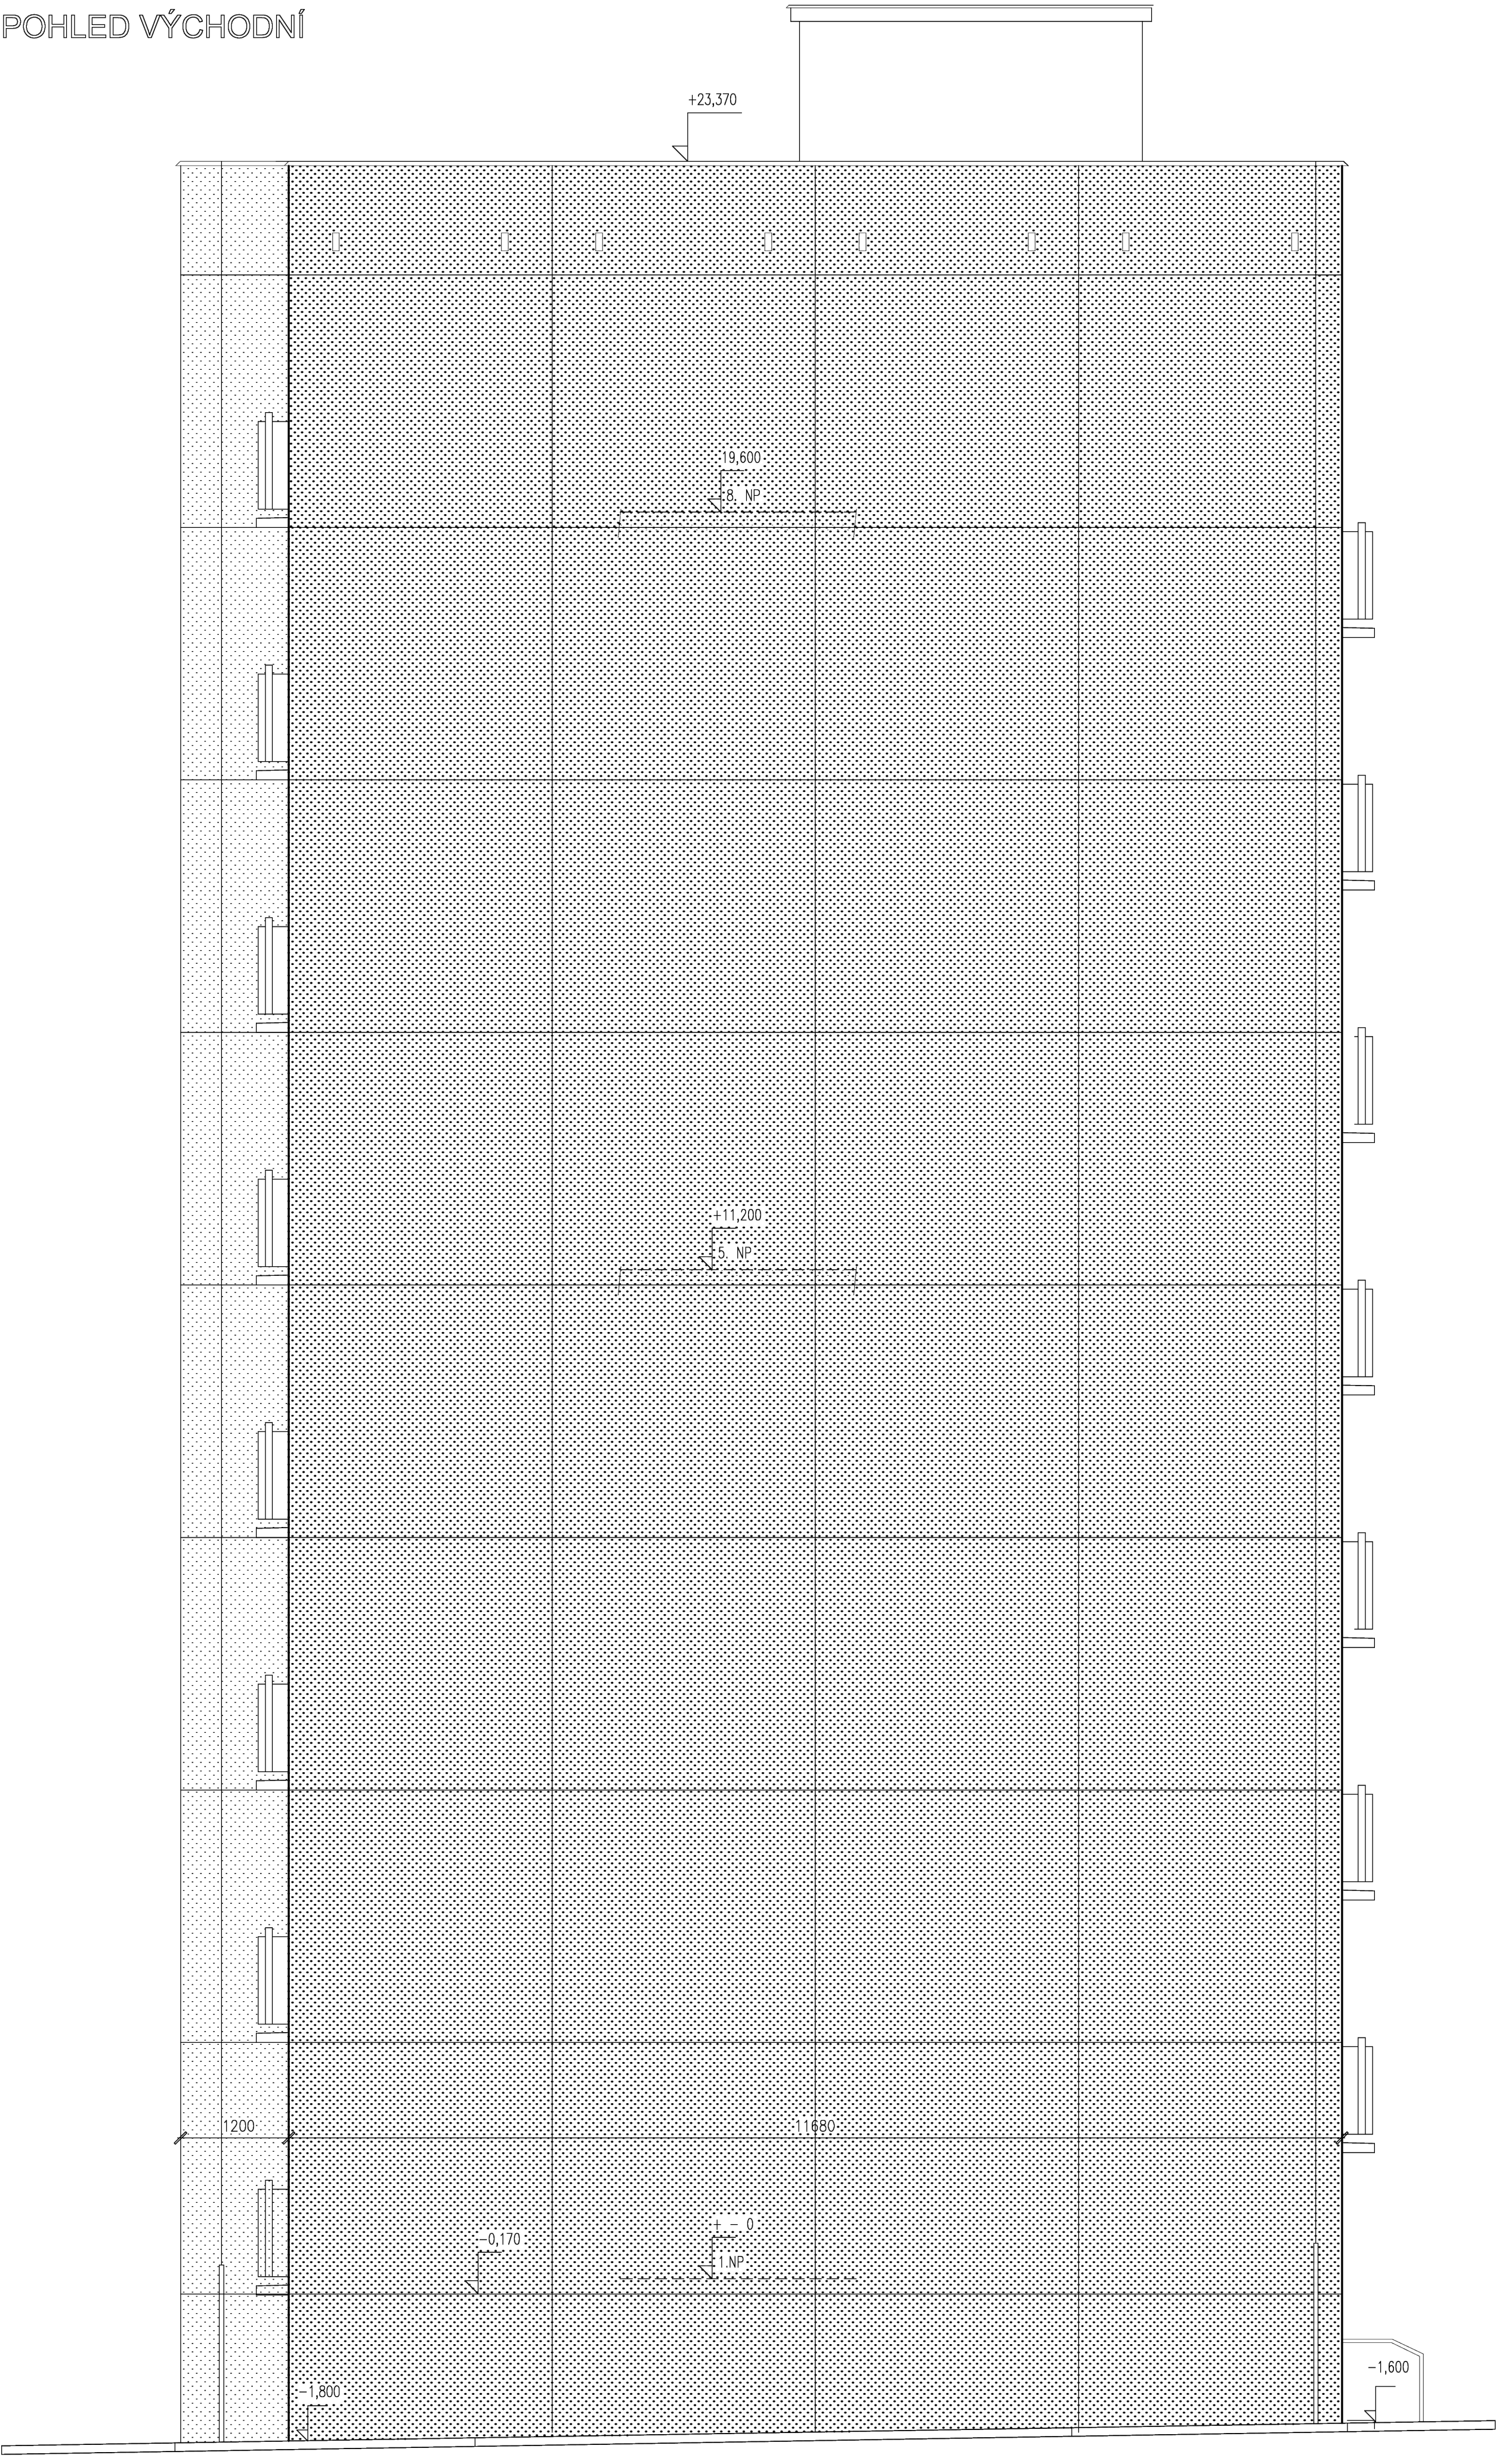 POHLED VÝCHODNÍ
+23,370
19,600
8. NP
+11,200
5. NP
1200
11680
+ - 0
-0,170
1.NP
-1,600
-1,800